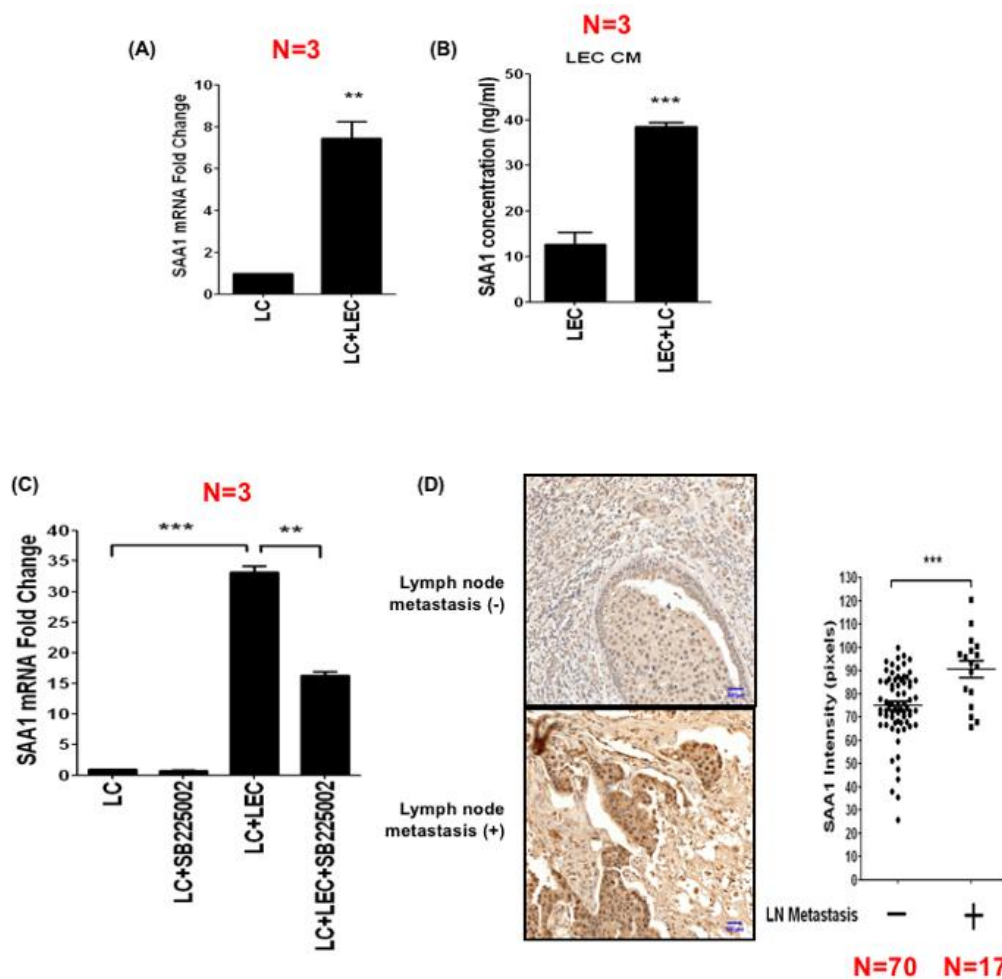 (A)
N=3
SAA1 mRNA Fold Change
10
8
6
4
2
0
**
LC
LC+LEC
(B)
N=3
LEC CM
SAA1 concentration (ng/ml)
50
40
30
20
10
0
***
LEC
LEC+LC
(C)
N=3
SAA1 mRNA Fold Change
40
35
30
25
20
15
10
5
0
***
**
LC
LC+SB225002
LC+LEC
LC+LEC+SB225002
(D)
Lymph node
metastasis (-)
Lymph node
metastasis (+)
SAA1 Intensity (pixels)
130
120
110
100
90
80
70
60
50
40
30
20
10
0
***
LN Metastasis
− +
N=70 N=17